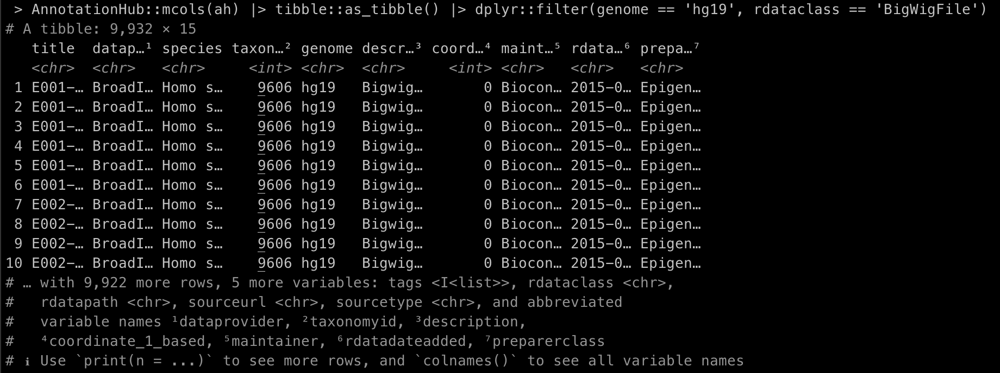 > AnnotationHub::mcols(ah) |> tibble::as_tibble() |> dplyr::filter(genome == 'hg19', rdataclass == 'BigWigFile')
# A tibble: 9,932 × 15
   title  datap…¹ species taxon…² genome descr…³ coord…⁴ maint…⁵ rdata…⁶ prepa…⁷
   <chr>  <chr>   <chr>     <int> <chr>  <chr>     <int> <chr>   <chr>   <chr>
 1 E001-… BroadI… Homo s…    9606 hg19   Bigwig…       0 Biocon… 2015-0… Epigen…
 2 E001-… BroadI… Homo s…    9606 hg19   Bigwig…       0 Biocon… 2015-0… Epigen…
 3 E001-… BroadI… Homo s…    9606 hg19   Bigwig…       0 Biocon… 2015-0… Epigen…
 4 E001-… BroadI… Homo s…    9606 hg19   Bigwig…       0 Biocon… 2015-0… Epigen…
 5 E001-… BroadI… Homo s…    9606 hg19   Bigwig…       0 Biocon… 2015-0… Epigen…
 6 E001-… BroadI… Homo s…    9606 hg19   Bigwig…       0 Biocon… 2015-0… Epigen…
 7 E002-… BroadI… Homo s…    9606 hg19   Bigwig…       0 Biocon… 2015-0… Epigen…
 8 E002-… BroadI… Homo s…    9606 hg19   Bigwig…       0 Biocon… 2015-0… Epigen…
 9 E002-… BroadI… Homo s…    9606 hg19   Bigwig…       0 Biocon… 2015-0… Epigen…
10 E002-… BroadI… Homo s…    9606 hg19   Bigwig…       0 Biocon… 2015-0… Epigen…
# … with 9,922 more rows, 5 more variables: tags <I<list>>, rdataclass <chr>,
#   rdatapath <chr>, sourceurl <chr>, sourcetype <chr>, and abbreviated
#   variable names ¹dataprovider, ²taxonomyid, ³description,
#   ⁴coordinate_1_based, ⁵maintainer, ⁶rdatadateadded, ⁷preparerclass
# ℹ Use `print(n = ...)` to see more rows, and `colnames()` to see all variable names